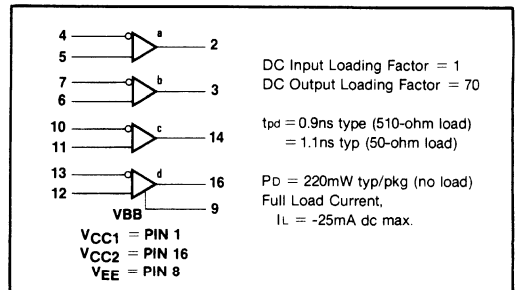 4
a
2
5
7
b
3
6
10
c
14
11
13
d
16
12
9
VBB
VCC1 = PIN 1
VCC2 = PIN 16
VEE = PIN 8
DC Input Loading Factor = 1
DC Output Loading Factor = 70
tpd = 0.9ns type (510-ohm load)
= 1.1ns typ (50-ohm load)
PD = 220mW typ/pkg (no load)
Full Load Current,
IL = -25mA dc max.